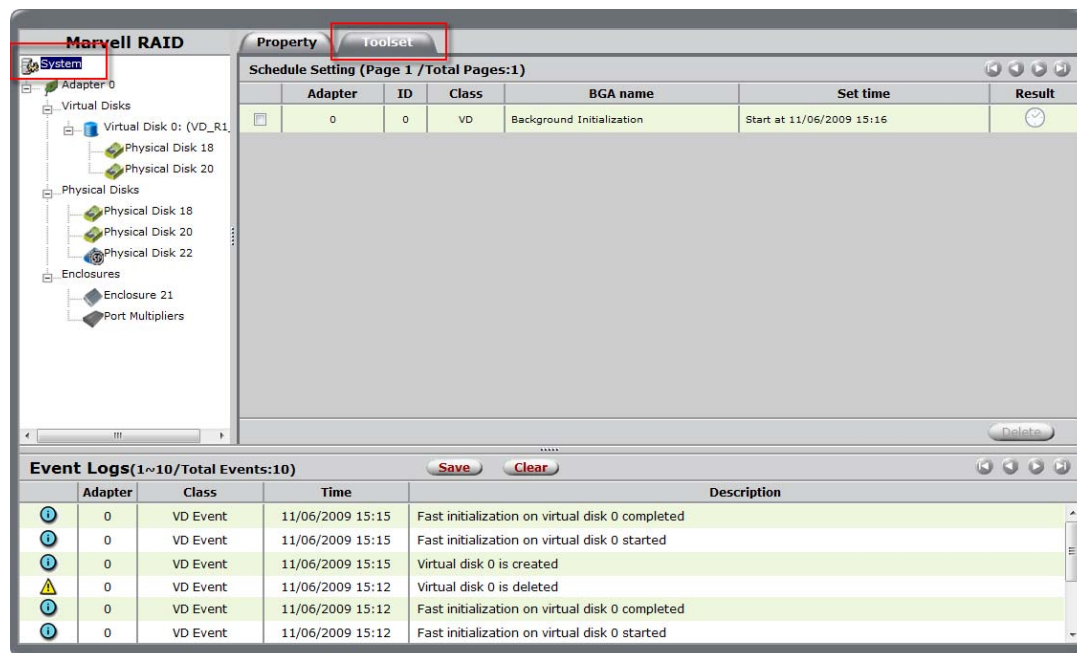 Marvell RAID
Property
Toolset
System
Adapter 0
Virtual Disks
Virtual Disk 0: (VD_R1_
Physical Disk 18
Physical Disk 20
Physical Disks
Physical Disk 18
Physical Disk 20
Physical Disk 22
Enclosures
Enclosure 21
Port Multipliers
Schedule Setting (Page 1 /Total Pages:1)
Adapter ID Class BGA name Set time Result
0 0 VD Background Initialization Start at 11/06/2009 15:16
Delete
Event Logs(1~10/Total Events:10) Save Clear
Adapter Class Time Description
0 VD Event 11/06/2009 15:15 Fast initialization on virtual disk 0 completed
0 VD Event 11/06/2009 15:15 Fast initialization on virtual disk 0 started
0 VD Event 11/06/2009 15:15 Virtual disk 0 is created
0 VD Event 11/06/2009 15:12 Virtual disk 0 is deleted
0 VD Event 11/06/2009 15:12 Fast initialization on virtual disk 0 completed
0 VD Event 11/06/2009 15:12 Fast initialization on virtual disk 0 started